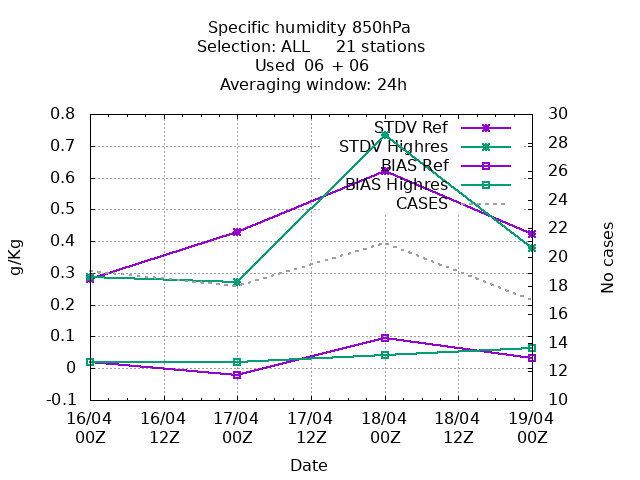 Specific humidity 850hPa
Selection: ALL 21 stations
Used 06 + 06
Averaging window: 24h
0.8
0.7
0.6
0.5
0.4
0.3
0.2
0.1
0
-0.1
g/Kg
STDV Ref
STDV Highres
BIAS Ref
BIAS Highres
CASES
30
28
26
24
22
20
18
16
14
12
10
No cases
16/04 16/04 17/04 17/04 18/04 18/04 19/04
00Z 12Z 00Z 12Z 00Z 12Z 00Z
Date